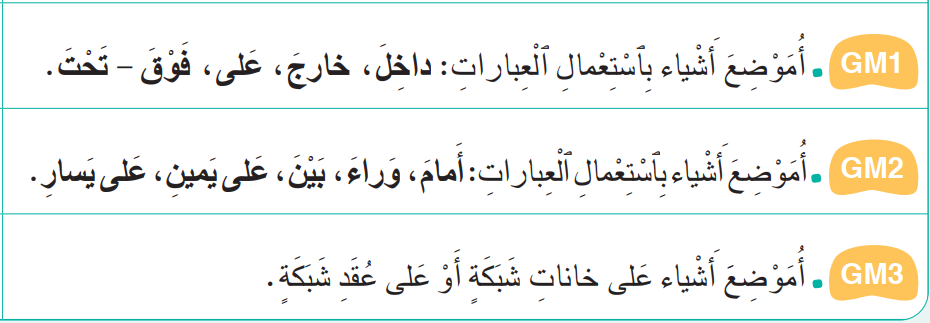 GM1 . أُمَوْضِعَ أَشْياء بِٱسْتِعْمالِ ٱلْعِباراتِ: داخِلَ، خارِجَ، عَلى، فَوْقَ – تَحْتَ.
GM2 . أُمَوْضِعَ أَشْياء بِٱسْتِعْمالِ ٱلْعِباراتِ: أَمامَ، وَراءَ، بَيْنَ، عَلى يَمينِ، عَلى يَسارِ.
GM3 . أُمَوْضِعَ أَشْياء عَلى خاناتِ شَبَكَةٍ أَوْ عَلى عُقَدِ شَبَكَةٍ.